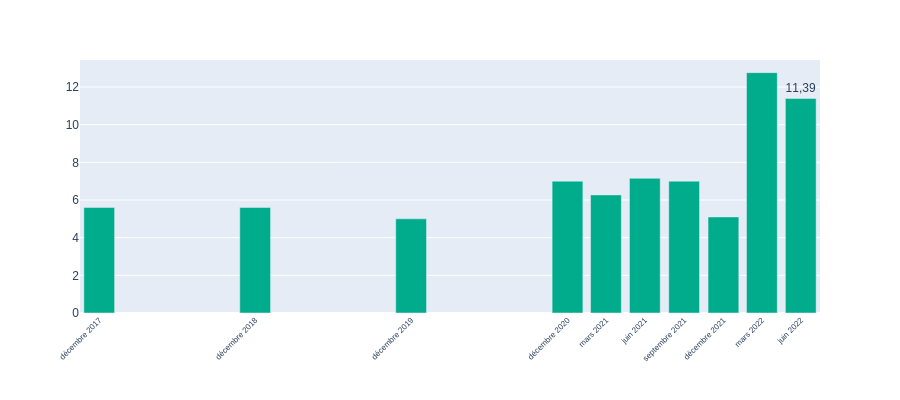 12
10
8
6
4
2
0
11,39
décembre 2017
décembre 2018
décembre 2019
décembre 2020
mars 2021
juin 2021
septembre 2021
décembre 2021
mars 2022
juin 2022